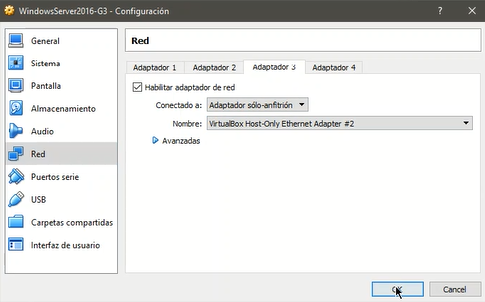 WindowsServer2016-G3 - Configuración
? ×
General
Sistema
Pantalla
Almacenamiento
Audio
Red
Puertos serie
USB
Carpetas compartidas
Interfaz de usuario
Red
Adaptador 1 Adaptador 2 Adaptador 3 Adaptador 4
Habilitar adaptador de red
Conectado a: Adaptador sólo-anfitrión
Nombre: VirtualBox Host-Only Ethernet Adapter #2
Avanzadas
OK Cancel